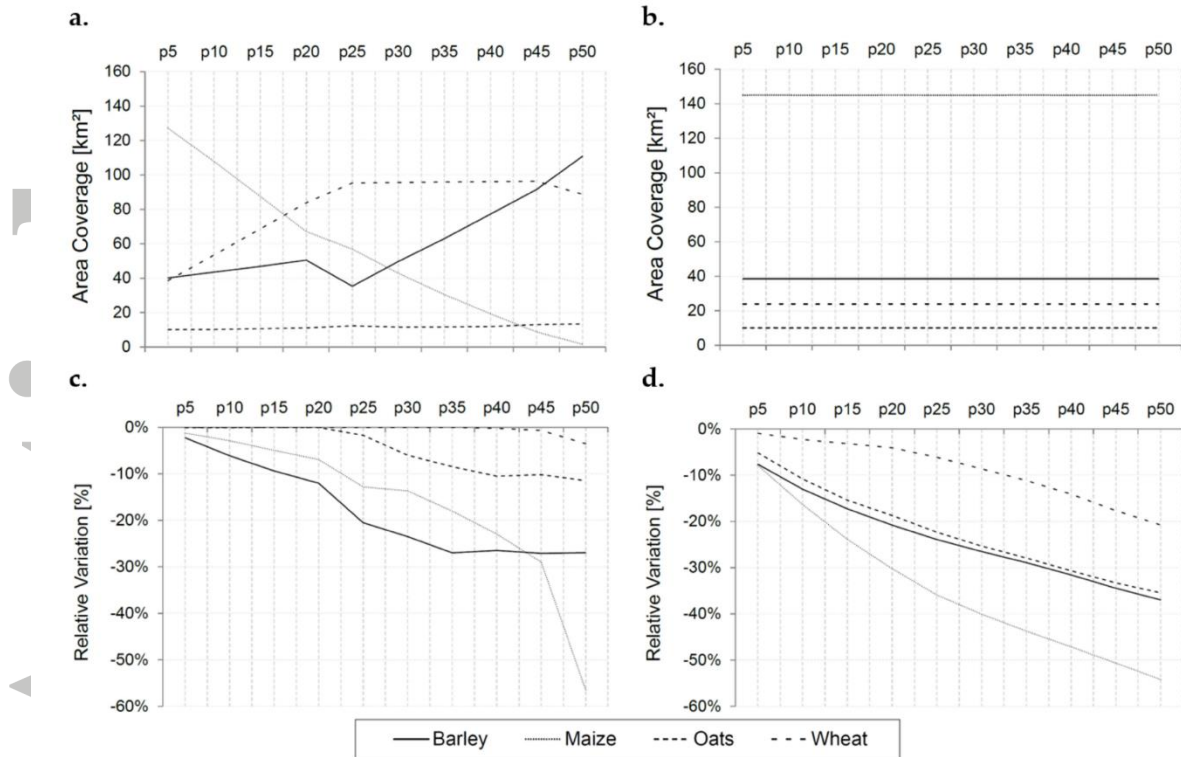 a.
p5 p10 p15 p20 p25 p30 p35 p40 p45 p50
160
140
120
100
80
60
40
20
0
Area Coverage [km²]
b.
p5 p10 p15 p20 p25 p30 p35 p40 p45 p50
160
140
120
100
80
60
40
20
0
Area Coverage [km²]
c.
p5 p10 p15 p20 p25 p30 p35 p40 p45 p50
0%
-10%
-20%
-30%
-40%
-50%
-60%
Relative Variation [%]
d.
p5 p10 p15 p20 p25 p30 p35 p40 p45 p50
0%
-10%
-20%
-30%
-40%
-50%
-60%
Relative Variation [%]
Barley Maize Oats Wheat